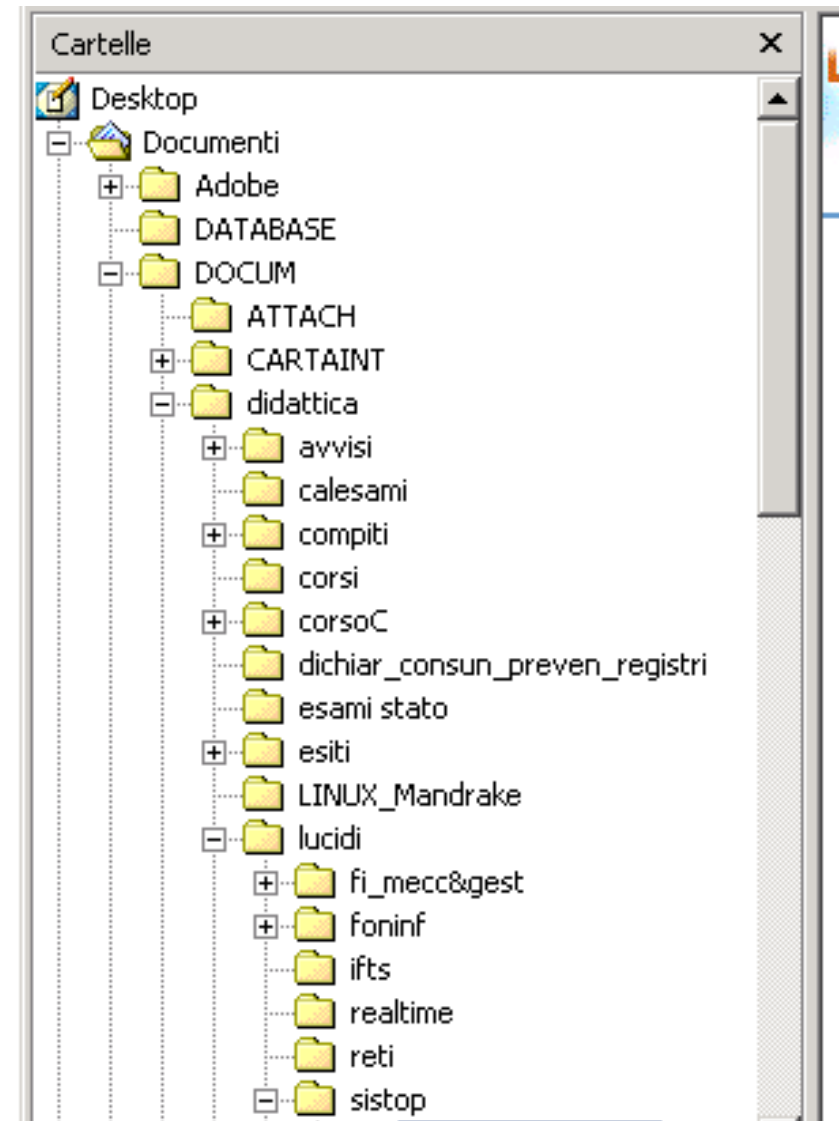 Cartelle
Desktop
Documenti
Adobe
DATABASE
DOCUM
ATTACH
CARTAINT
didattica
avvisi
calesami
compiti
corsi
corsoC
dichiar_consun_preven_registri
esami stato
esiti
LINUX_Mandrake
lucidi
fi_mecc&gest
foninf
ifts
realtime
reti
sistop